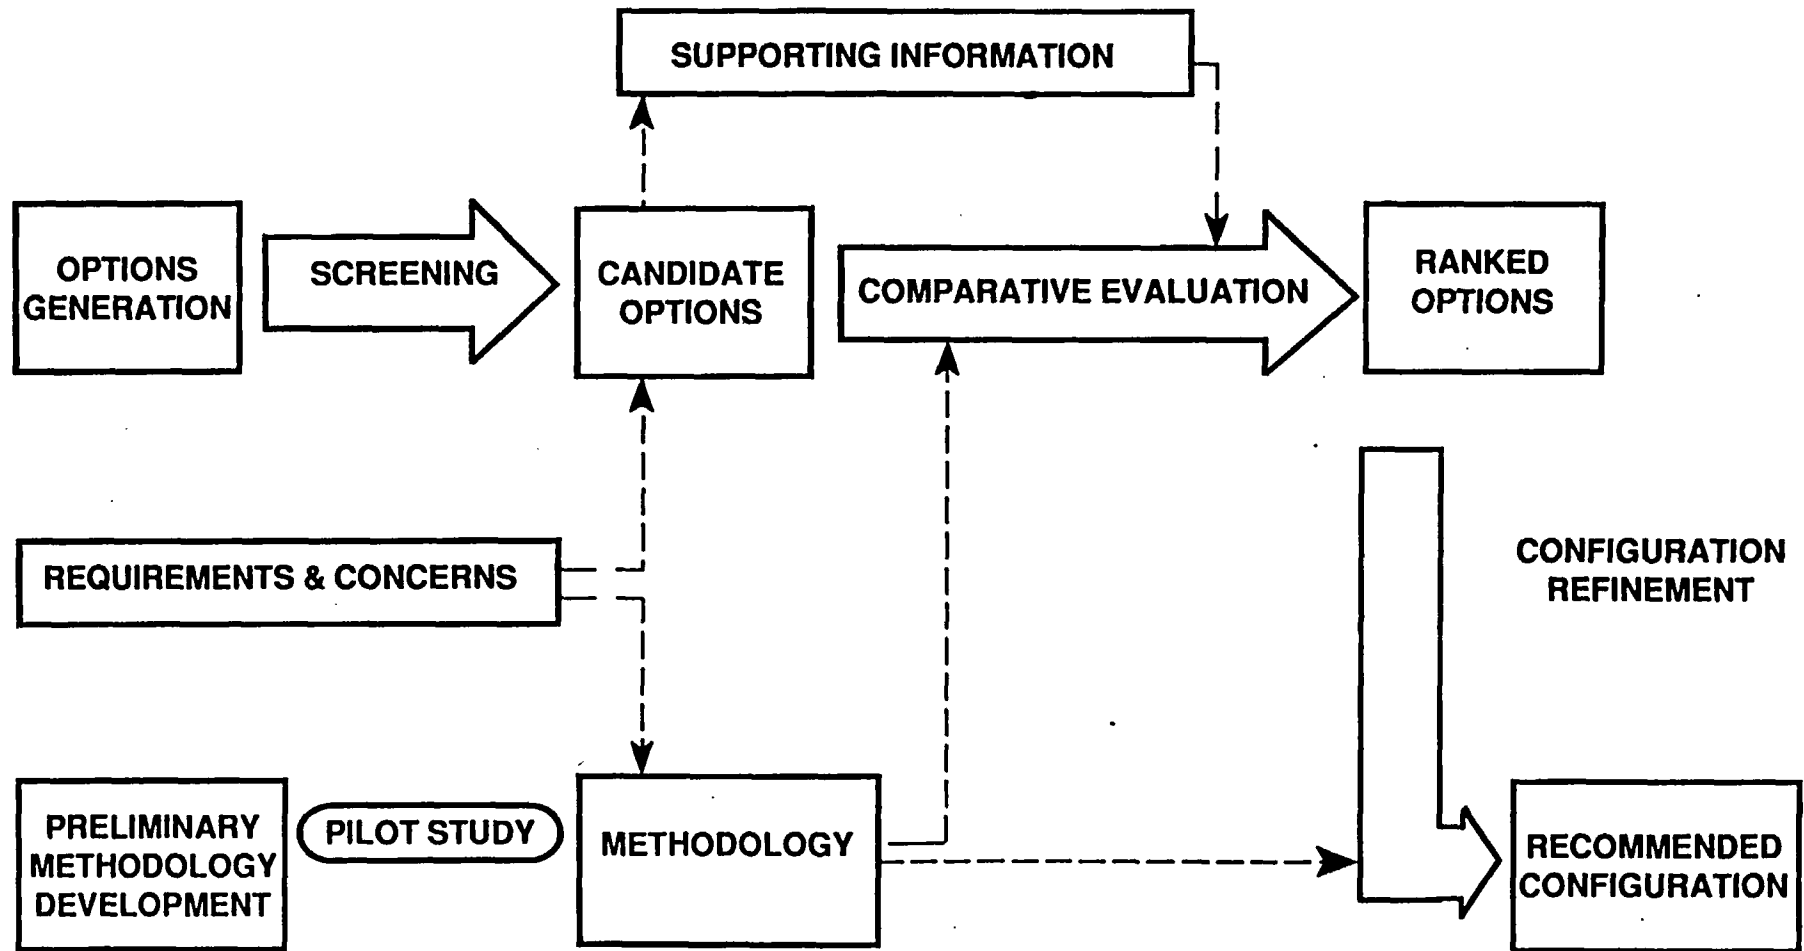 SUPPORTING INFORMATION
OPTIONS
GENERATION
SCREENING
CANDIDATE
OPTIONS
COMPARATIVE EVALUATION
RANKED
OPTIONS
REQUIREMENTS & CONCERNS
CONFIGURATION
REFINEMENT
PRELIMINARY
METHODOLOGY
DEVELOPMENT
PILOT STUDY
METHODOLOGY
RECOMMENDED
CONFIGURATION